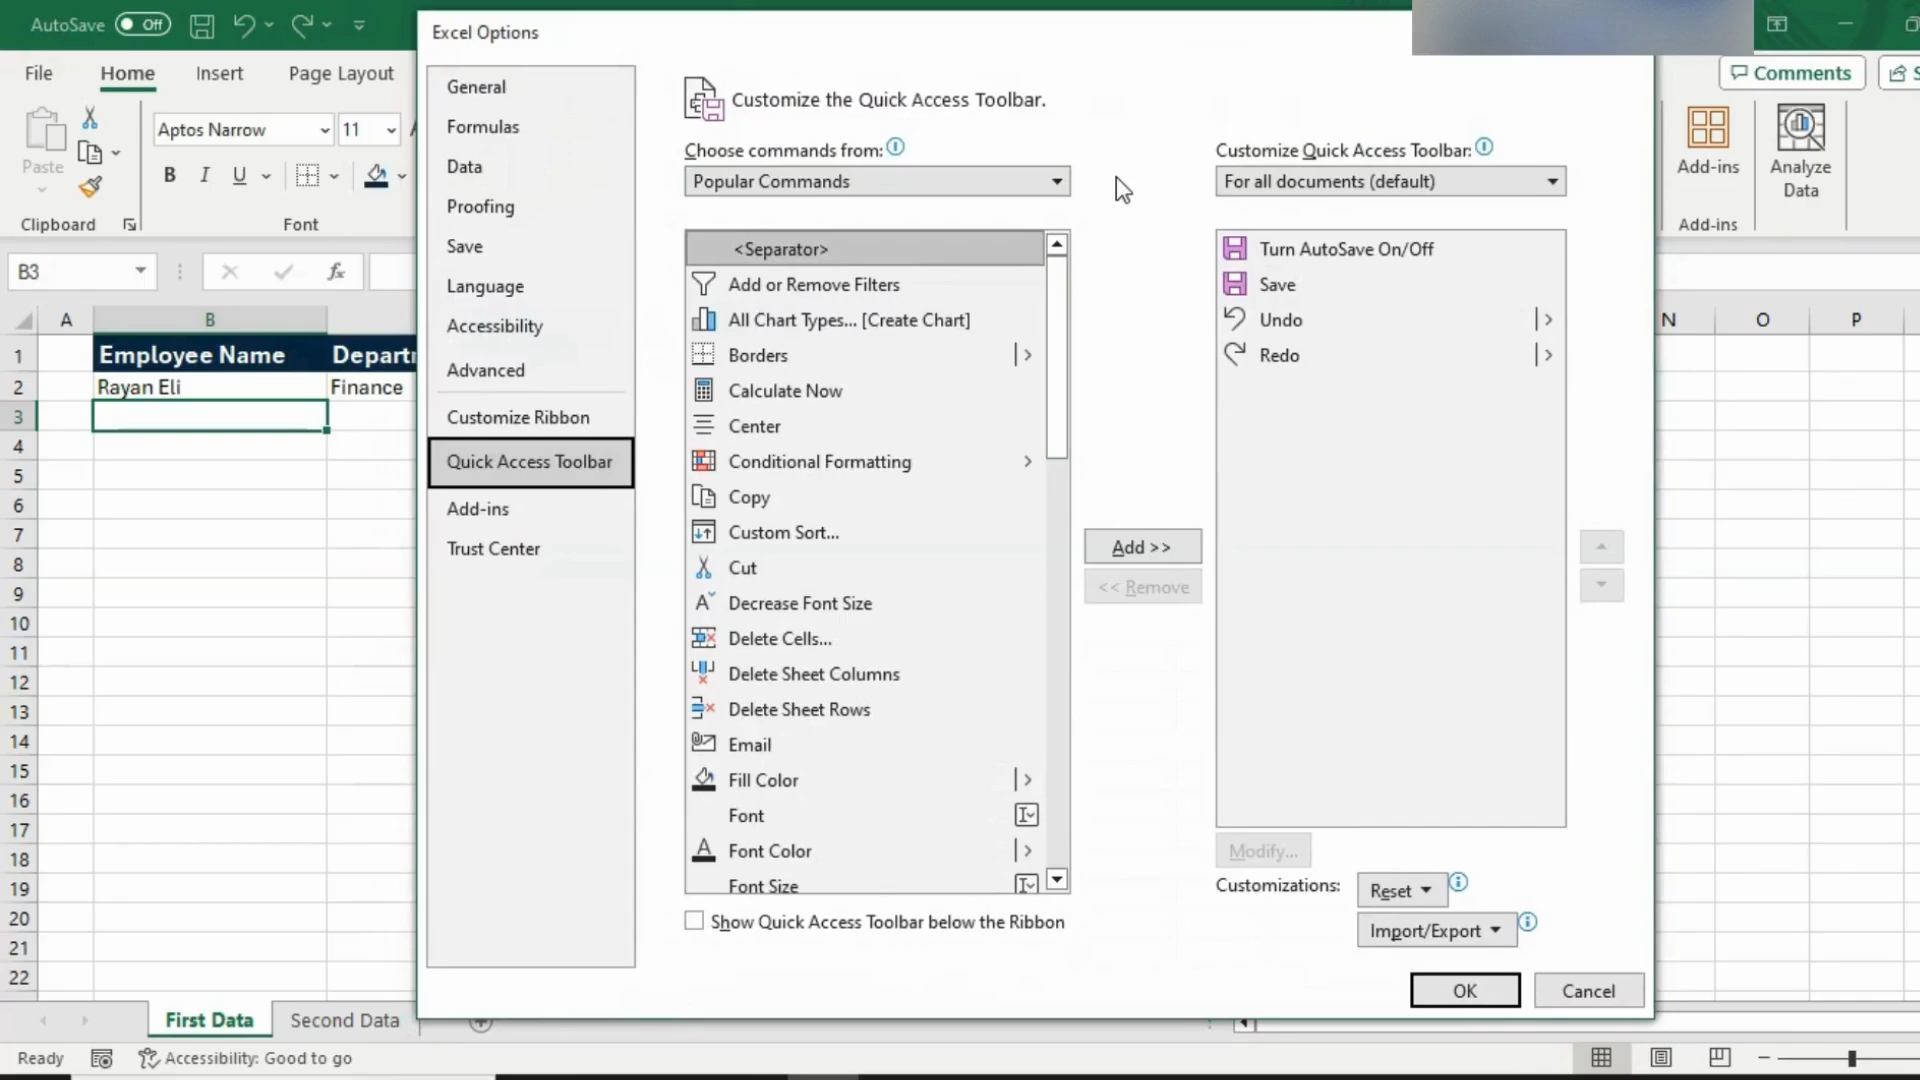 AutoSave Off
Excel Options
File Home Insert Page Layout
Comments
Paste
Clipboard
Aptos Narrow 11
B I U
Font
Add-ins
Add-ins
Analyze
Data
B3
fx
A B N O P
1 Employee Name Departr
2 Rayan Eli Finance
3
4
5
6
7
8
9
10
11
12
13
14
15
16
17
18
19
20
21
22
General
Formulas
Data
Proofing
Save
Language
Accessibility
Advanced
Customize Ribbon
Quick Access Toolbar
Add-ins
Trust Center
Customize the Quick Access Toolbar.
Choose commands from:
Popular Commands
<Separator>
Add or Remove Filters
All Chart Types... [Create Chart]
Borders
Calculate Now
Center
Conditional Formatting
Copy
Custom Sort...
Cut
Decrease Font Size
Delete Cells...
Delete Sheet Columns
Delete Sheet Rows
Email
Fill Color
Font
Font Color
Font Size
Show Quick Access Toolbar below the Ribbon
Add >>
<< Remove
Customize Quick Access Toolbar:
For all documents (default)
Turn AutoSave On/Off
Save
Undo
Redo
Modify...
Customizations: Reset
Import/Export
OK Cancel
First Data Second Data
Ready Accessibility: Good to go